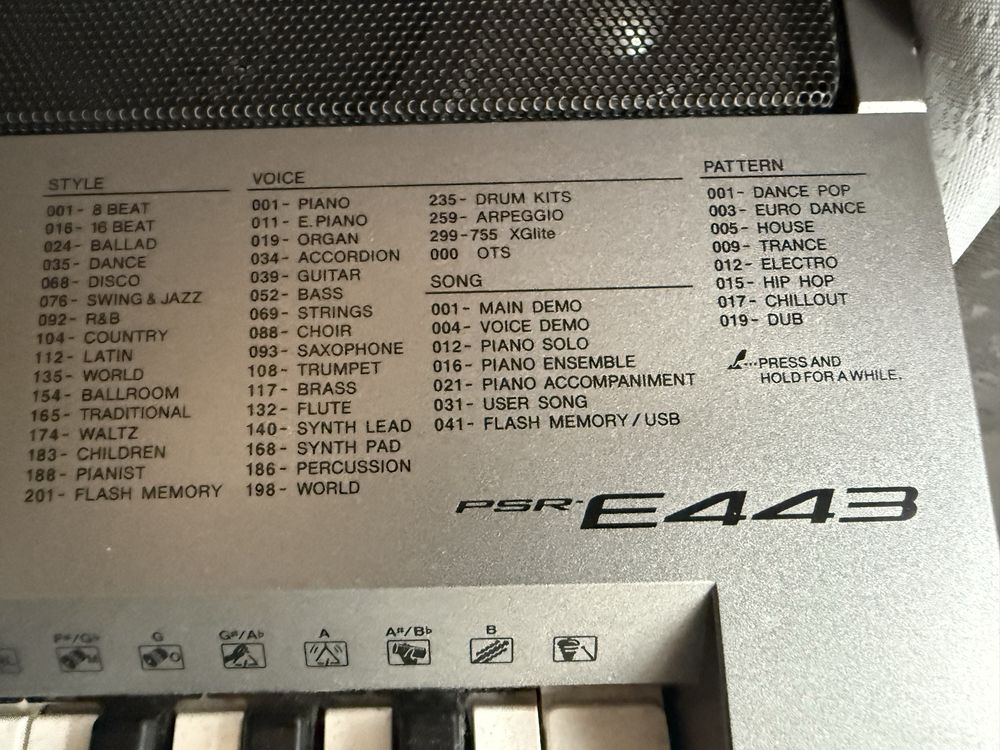 STYLE
001- 8 BEAT
016- 16 BEAT
024- BALLAD
035- DANCE
068- DISCO
076- SWING & JAZZ
092- R&B
104- COUNTRY
112- LATIN
135- WORLD
154- BALLROOM
165- TRADITIONAL
174- WALTZ
183- CHILDREN
188- PIANIST
201- FLASH MEMORY
VOICE
001- PIANO
011- E.PIANO
019- ORGAN
034- ACCORDION
039- GUITAR
052- BASS
069- STRINGS
088- CHOIR
093- SAXOPHONE
108- TRUMPET
117- BRASS
132- FLUTE
140- SYNTH LEAD
168- SYNTH PAD
186- PERCUSSION
198- WORLD
235- DRUM KITS
259- ARPEGGIO
299-755 XGlite
000 OTS
SONG
001- MAIN DEMO
004- VOICE DEMO
012- PIANO SOLO
016- PIANO ENSEMBLE
021- PIANO ACCOMPANIMENT
031- USER SONG
041- FLASH MEMORY / USB
PATTERN
001- DANCE POP
003- EURO DANCE
005- HOUSE
009- TRANCE
012- ELECTRO
015- HIP HOP
017- CHILLOUT
019- DUB
...PRESS AND
HOLD FOR A WHILE.
PSR-E443
F#/G♭ G G#/A♭ A A#/B♭ B
M O